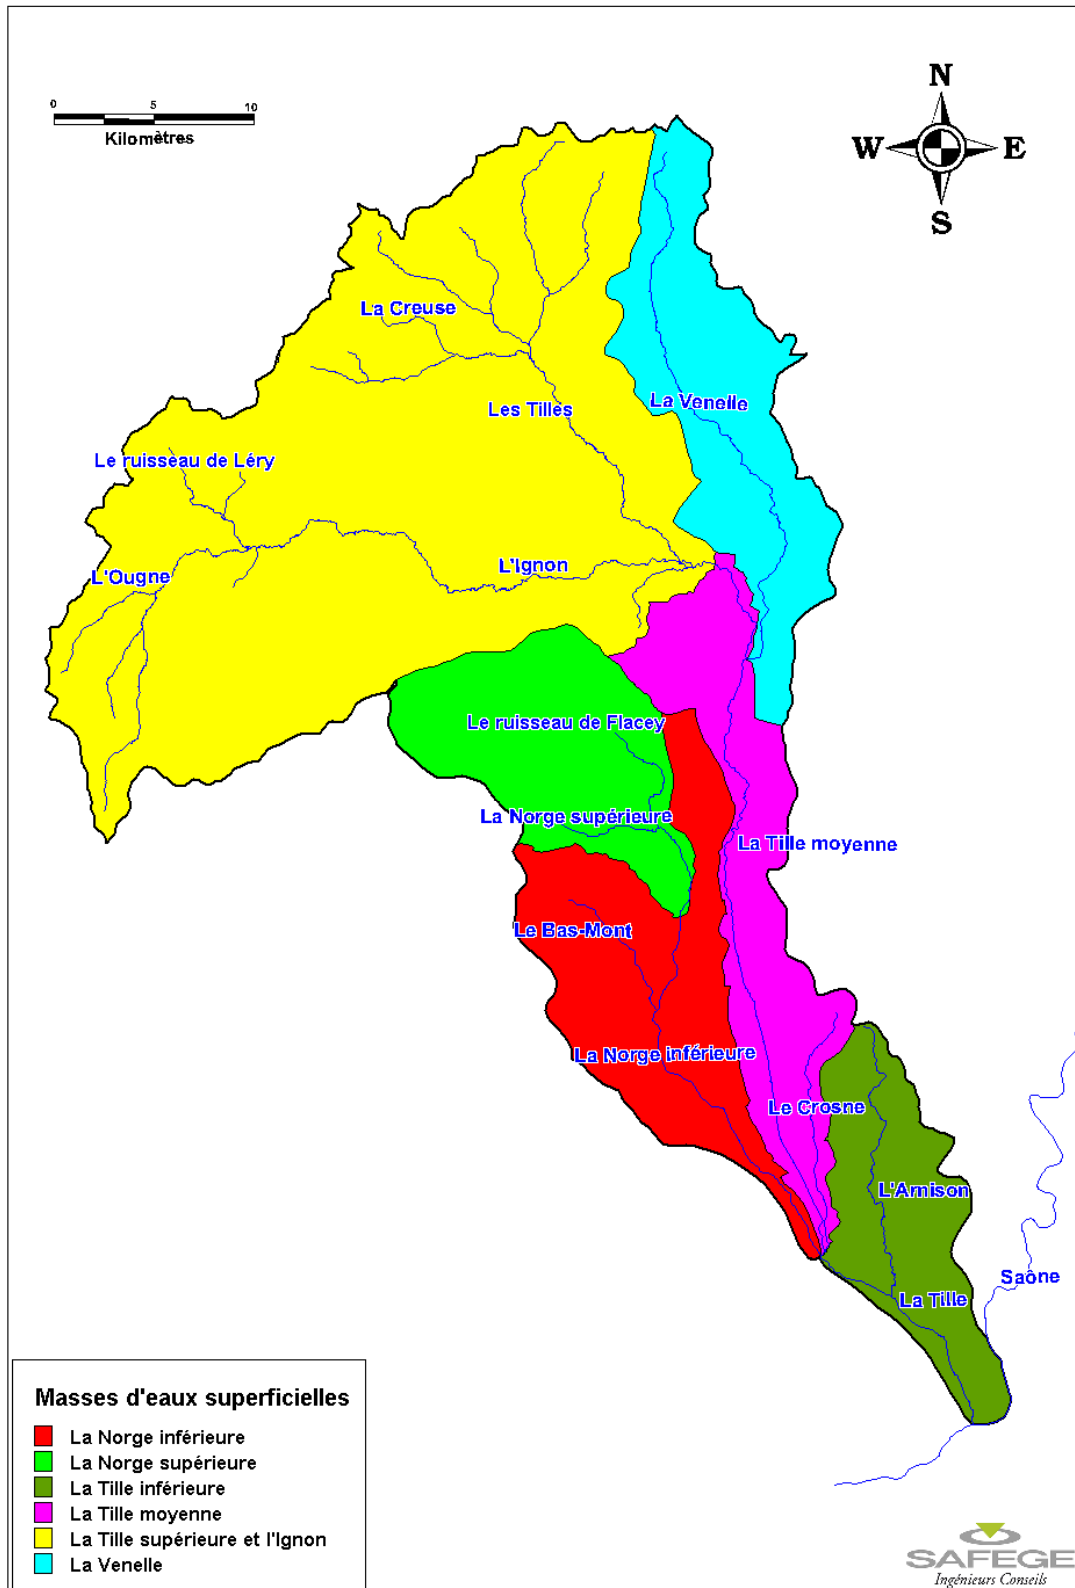 0 5 10
Kilomètres
N
W E
S
La Creuse
Les Tilles
La Venelle
Le ruisseau de Léry
L'Ougne
L'Ignon
Le ruisseau de Flacey
La Norge supérieure
La Tille moyenne
Le Bas-Mont
La Norge inférieure
Le Crosne
L'Arnison
Saône
La Tille
Masses d'eaux superficielles
La Norge inférieure
La Norge supérieure
La Tille inférieure
La Tille moyenne
La Tille supérieure et l'Ignon
La Venelle
SAFEGE
Ingénieurs Conseils